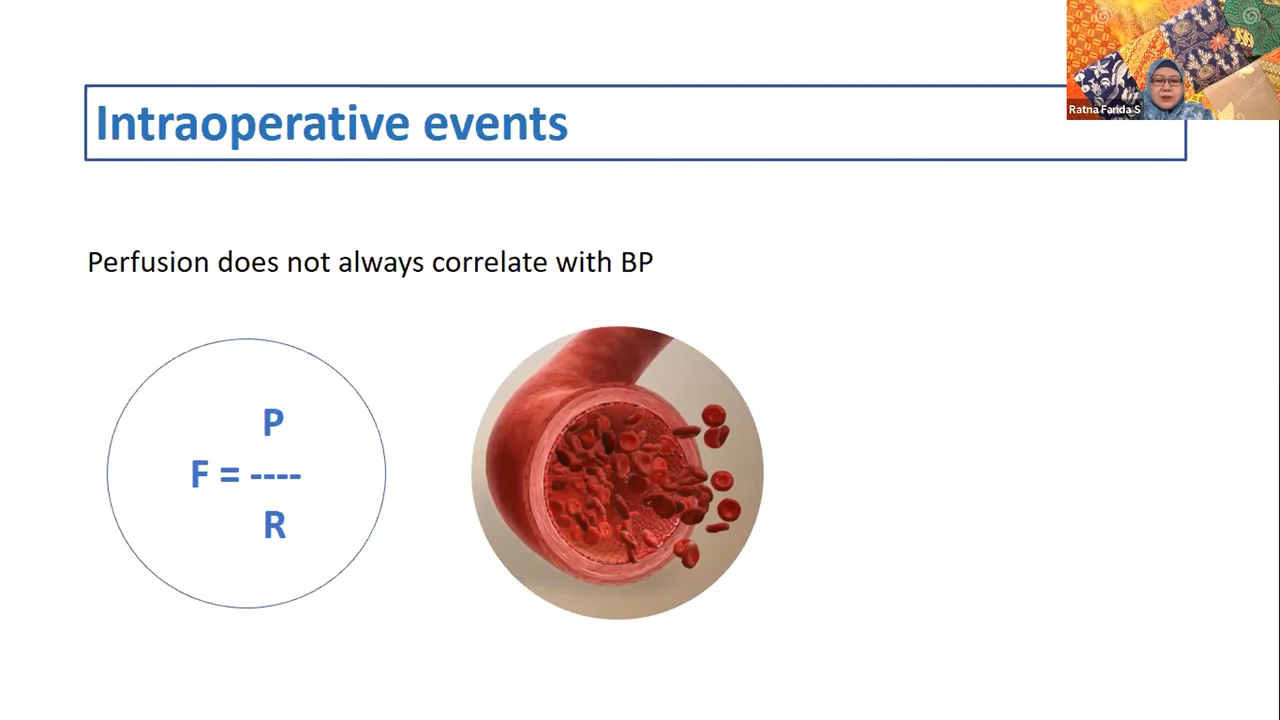 Intraoperative events
Ratna Farida S
Perfusion does not always correlate with BP
P
F = ----
R